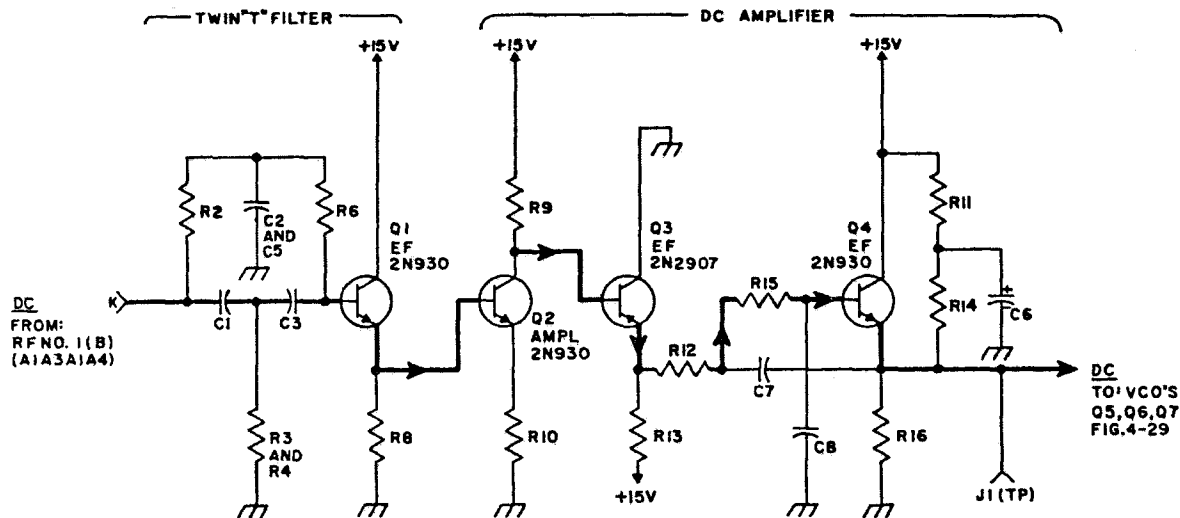 TWIN "T" FILTER
DC AMPLIFIER
+15V
+15V
+15V
R2
C2
AND
C5
R6
Q1
EF
2N930
R9
Q3
EF
2N2907
Q4
EF
2N930
R11
R14
C6
DC
FROM:
RF NO. 1 (B)
(A1A3A1A4)
K
C1
C3
Q2
AMPL
2N930
R15
R12
C7
DC
TO: VCO'S
Q5, Q6, Q7
FIG. 4-29
R3
AND
R4
R8
R10
R13
+15V
C8
R16
J1 (TP)